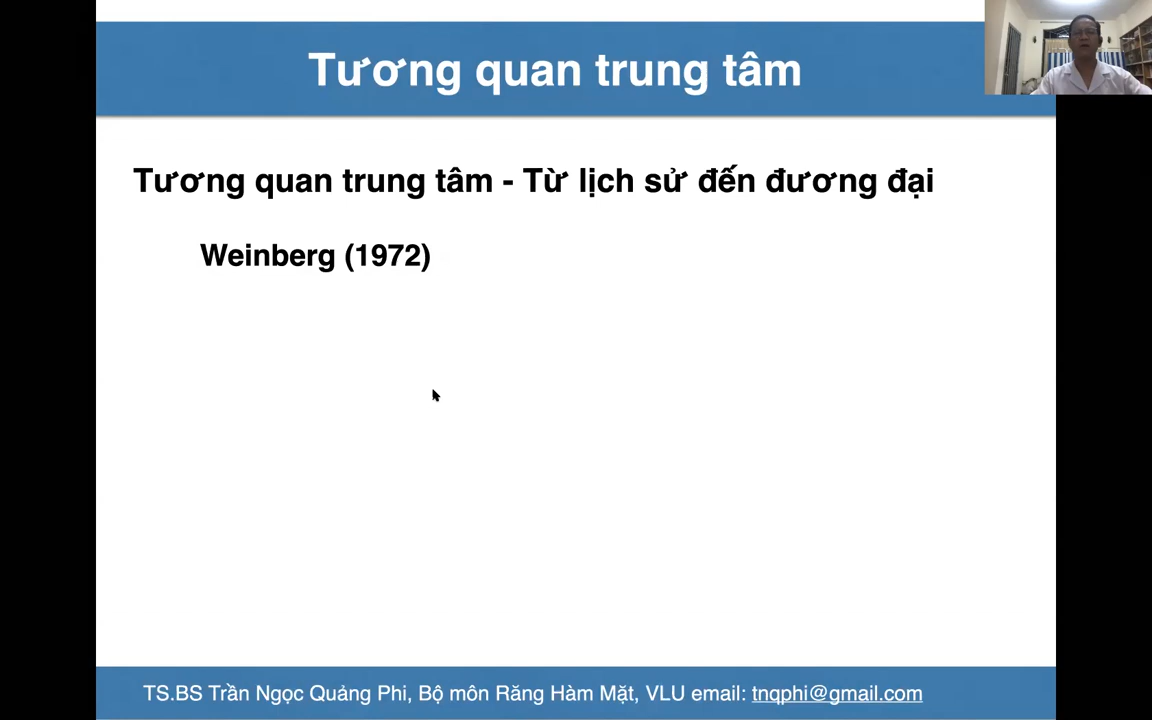 Tương quan trung tâm
Tương quan trung tâm - Từ lịch sử đến đương đại
Weinberg (1972)
TS.BS Trần Ngọc Quảng Phi, Bộ môn Răng Hàm Mặt, VLU email: tnqphi@gmail.com